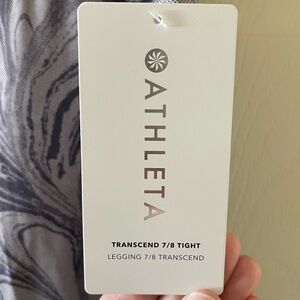 ATHLETA
TRANSCEND 7/8 TIGHT
LEGGING 7/8 TRANSCEND